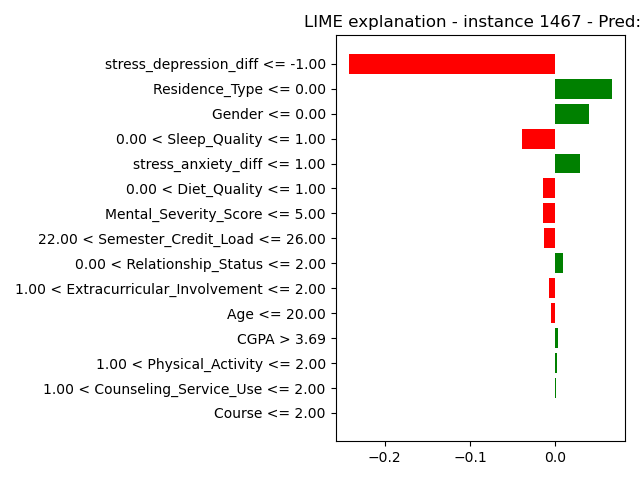 LIME explanation - instance 1467 - Pred:
stress_depression_diff <= -1.00
Residence_Type <= 0.00
Gender <= 0.00
0.00 < Sleep_Quality <= 1.00
stress_anxiety_diff <= 1.00
0.00 < Diet_Quality <= 1.00
Mental_Severity_Score <= 5.00
22.00 < Semester_Credit_Load <= 26.00
0.00 < Relationship_Status <= 2.00
1.00 < Extracurricular_Involvement <= 2.00
Age <= 20.00
CGPA > 3.69
1.00 < Physical_Activity <= 2.00
1.00 < Counseling_Service_Use <= 2.00
Course <= 2.00
−0.2 −0.1 0.0